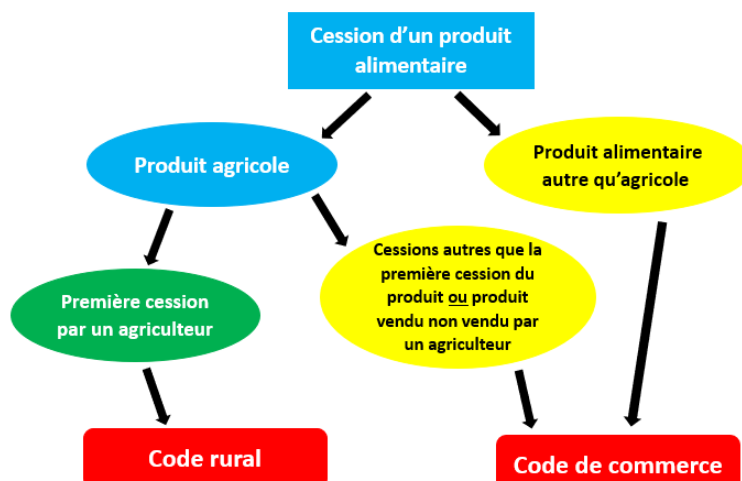 Cession d'un produit
alimentaire
Produit agricole
Produit alimentaire
autre qu'agricole
Première cession
par un agriculteur
Cessions autres que la
première cession du
produit ou produit
vendu non vendu par
un agriculteur
Code rural
Code de commerce